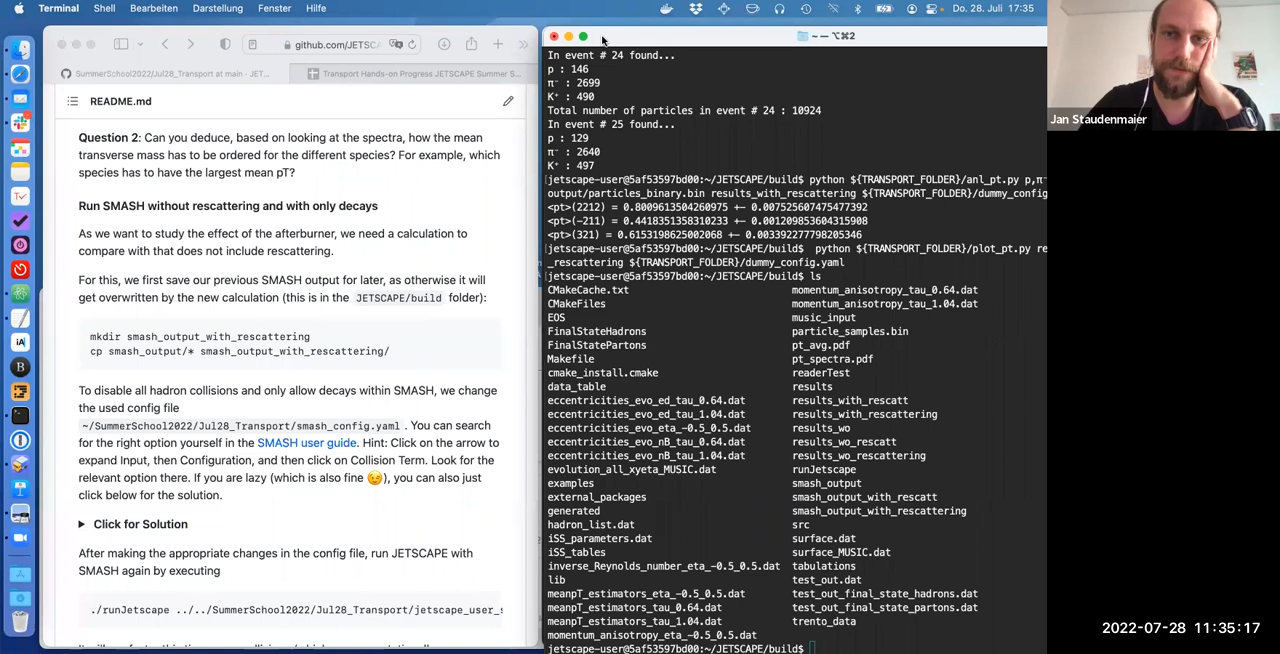 Terminal Shell Bearbeiten Darstellung Fenster Hilfe
Do. 28. Juli 17:35
github.com/JETSCA
SummerSchool2022/Jul28_Transport at main · JET...
Transport Hands-on Progress JETSCAPE Summer S...
README.md
Question 2: Can you deduce, based on looking at the spectra, how the mean
transverse mass has to be ordered for the different species? For example, which
species has to have the largest mean pT?
Run SMASH without rescattering and with only decays
As we want to study the effect of the afterburner, we need a calculation to
compare with that does not include rescattering.
For this, we first save our previous SMASH output for later, as otherwise it will
get overwritten by the new calculation (this is in the JETSCAPE/build folder):
mkdir smash_output_with_rescattering
cp smash_output/* smash_output_with_rescattering/
To disable all hadron collisions and only allow decays within SMASH, we change
the used config file
~/SummerSchool2022/Jul28_Transport/smash_config.yaml . You can search
for the right option yourself in the SMASH user guide. Hint: Click on the arrow to
expand Input, then Configuration, and then click on Collision Term. Look for the
relevant option there. If you are lazy (which is also fine 😉), you can also just
click below for the solution.
Click for Solution
After making the appropriate changes in the config file, run JETSCAPE with
SMASH again by executing
./runJetscape ../../SummerSchool2022/Jul28_Transport/jetscape_user_s
~ — ⌥⌘2
In event # 24 found...
p : 146
π⁻ : 2699
K⁺ : 490
Total number of particles in event # 24 : 10924
In event # 25 found...
p : 129
π⁻ : 2640
K⁺ : 497
[jetscape-user@5af53597bd00:~/JETSCAPE/build$ python ${TRANSPORT_FOLDER}/anl_pt.py p,π⁻
output/particles_binary.bin results_with_rescattering ${TRANSPORT_FOLDER}/dummy_config
<pt>(2212) = 0.8009613504260975 +— 0.007525607475477392
<pt>(-211) = 0.4418351358310233 +— 0.001209853604315908
<pt>(321) = 0.6153198625002068 +— 0.003392277798205346
[jetscape-user@5af53597bd00:~/JETSCAPE/build$  python ${TRANSPORT_FOLDER}/plot_pt.py re
_rescattering ${TRANSPORT_FOLDER}/dummy_config.yaml
[jetscape-user@5af53597bd00:~/JETSCAPE/build$ ls
CMakeCache.txt momentum_anisotropy_tau_0.64.dat
CMakeFiles momentum_anisotropy_tau_1.04.dat
EOS music_input
FinalStateHadrons particle_samples.bin
FinalStatePartons pt_avg.pdf
Makefile pt_spectra.pdf
cmake_install.cmake readerTest
data_table results
eccentricities_evo_ed_tau_0.64.dat results_with_rescatt
eccentricities_evo_ed_tau_1.04.dat results_with_rescattering
eccentricities_evo_eta_-0.5_0.5.dat results_wo
eccentricities_evo_nB_tau_0.64.dat results_wo_rescatt
eccentricities_evo_nB_tau_1.04.dat results_wo_rescattering
evolution_all_xyeta_MUSIC.dat runJetscape
examples smash_output
external_packages smash_output_with_rescatt
generated smash_output_with_rescattering
hadron_list.dat src
iSS_parameters.dat surface.dat
iSS_tables surface_MUSIC.dat
inverse_Reynolds_number_eta_-0.5_0.5.dat tabulations
lib test_out.dat
meanpT_estimators_eta_-0.5_0.5.dat test_out_final_state_hadrons.dat
meanpT_estimators_tau_0.64.dat test_out_final_state_partons.dat
meanpT_estimators_tau_1.04.dat trento_data
momentum_anisotropy_eta_-0.5_0.5.dat
jetscape-user@5af53597bd00:~/JETSCAPE/build$
Jan Staudenmaier
2022-07-28 11:35:17